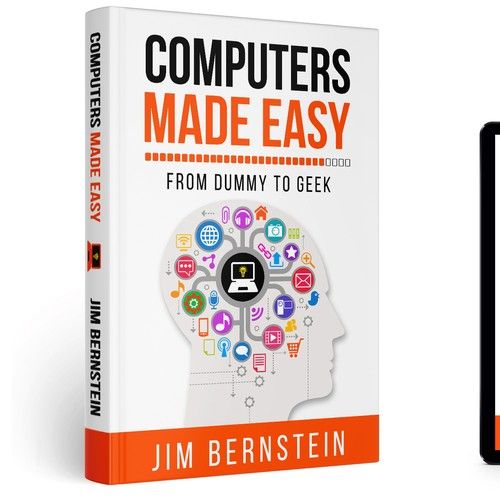 COMPUTERS MADE EASY
JIM BERNSTEIN
COMPUTERS
MADE EASY
FROM DUMMY TO GEEK
JIM BERNSTEIN